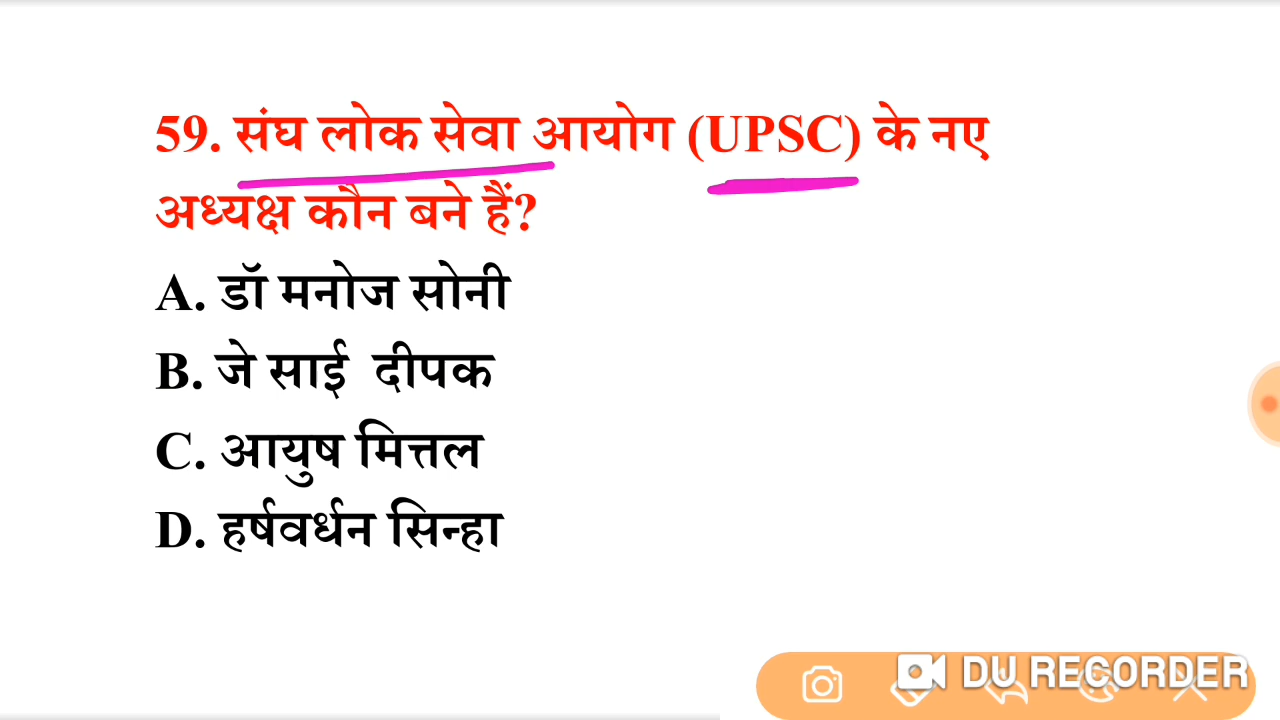 59. संघ लोक सेवा आयोग (UPSC) के नए
अध्यक्ष कौन बने हैं?
A. डॉ मनोज सोनी
B. जे साई दीपक
C. आयुष मित्तल
D. हर्षवर्धन सिन्हा
DU RECORDER